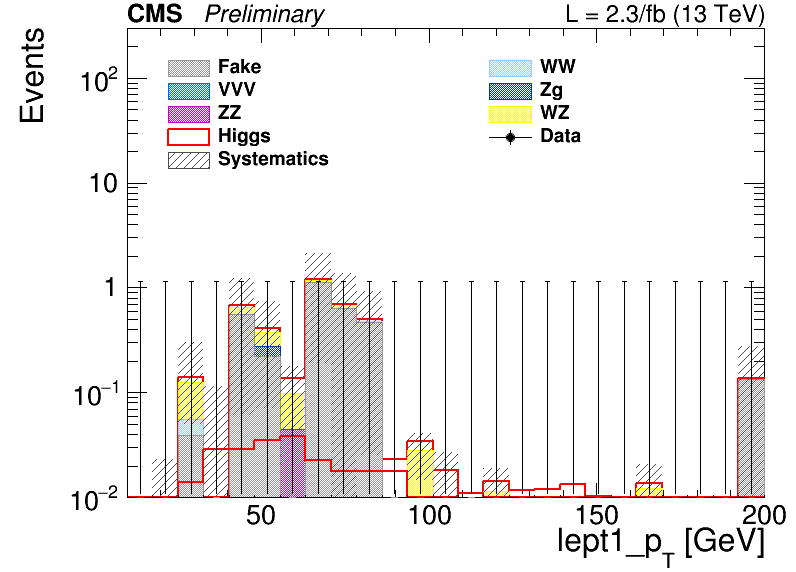 CMS Preliminary L = 2.3/fb (13 TeV)
Events
Fake
VVV
ZZ
Higgs
Systematics
WW
Zg
WZ
Data
10²
10
1
10⁻¹
10⁻²
50 100 150 200
lept1_p_T [GeV]